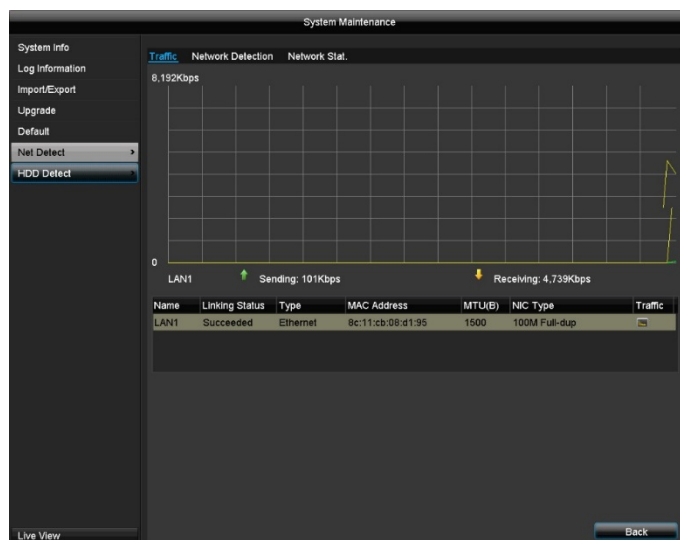 System Maintenance
System Info
Log Information
Import/Export
Upgrade
Default
Net Detect
HDD Detect
Live View
Traffic Network Detection Network Stat.
8,192Kbps
0
LAN1 Sending: 101Kbps Receiving: 4,739Kbps
Name Linking Status Type MAC Address MTU(B) NIC Type Traffic
LAN1 Succeeded Ethernet 8c:11:cb:08:d1:95 1500 100M Full-dup
Back